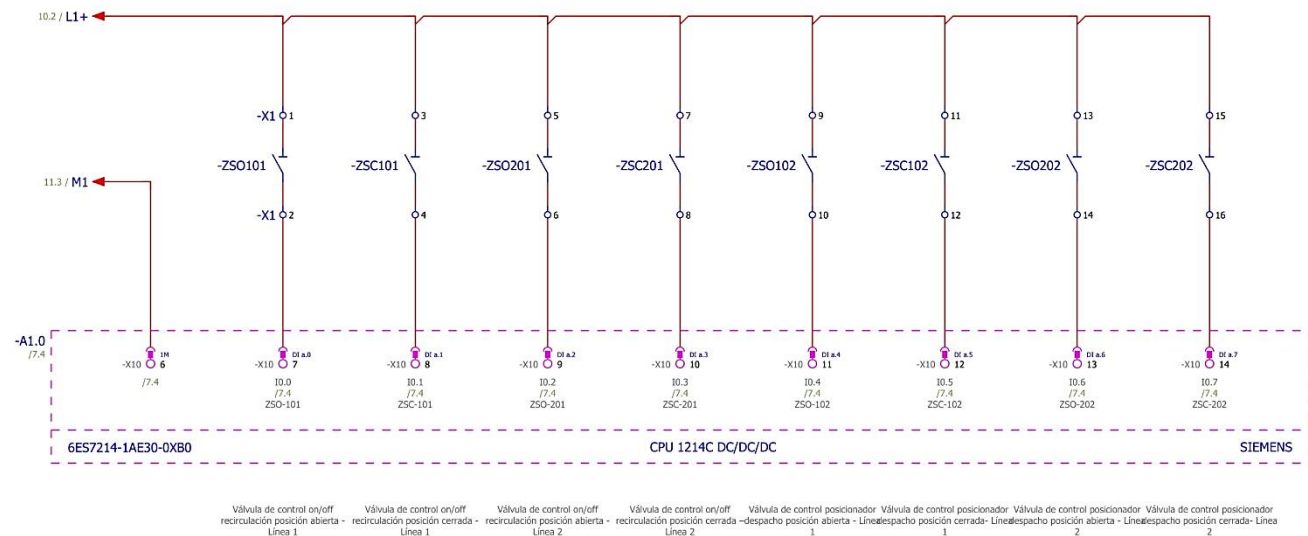 10.2 / L1+
-X1 1 3 5 7 9 11 13 15
-ZSO101 -ZSC101 -ZSO201 -ZSC201 -ZSO102 -ZSC102 -ZSO202 -ZSC202
11.3 / M1
-X1 2 4 6 8 10 12 14 16
-A1.0
/7.4
1M DI a.0 DI a.1 DI a.2 DI a.3 DI a.4 DI a.5 DI a.6 DI a.7
-X10 6 -X10 7 -X10 8 -X10 9 -X10 10 -X10 11 -X10 12 -X10 13 -X10 14
/7.4 I0.0 I0.1 I0.2 I0.3 I0.4 I0.5 I0.6 I0.7
/7.4 /7.4 /7.4 /7.4 /7.4 /7.4 /7.4 /7.4
ZSO-101 ZSC-101 ZSO-201 ZSC-201 ZSO-102 ZSC-102 ZSO-202 ZSC-202
6ES7214-1AE30-0XB0 CPU 1214C DC/DC/DC SIEMENS
Válvula de control on/off Válvula de control on/off Válvula de control on/off Válvula de control on/off Válvula de control posicionador Válvula de control posicionador Válvula de control posicionador Válvula de control posicionador
recirculación posición abierta - recirculación posición cerrada - recirculación posición abierta - recirculación posición cerrada - despacho posición abierta - Línea despacho posición cerrada- Línea despacho posición abierta - Línea despacho posición cerrada- Línea
Línea 1 Línea 1 Línea 2 Línea 2 1 1 2 2